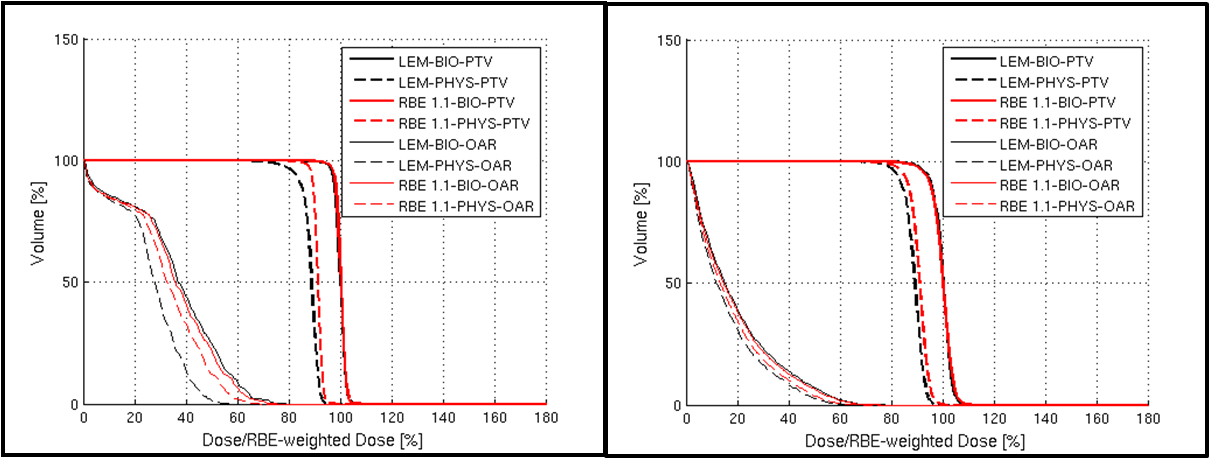 150
100
50
0
Volume [%]
0 20 40 60 80 100 120 140 160 180
Dose/RBE-weighted Dose [%]
LEM-BIO-PTV
LEM-PHYS-PTV
RBE 1.1-BIO-PTV
RBE 1.1-PHYS-PTV
LEM-BIO-OAR
LEM-PHYS-OAR
RBE 1.1-BIO-OAR
RBE 1.1-PHYS-OAR
150
100
50
0
Volume [%]
0 20 40 60 80 100 120 140 160 180
Dose/RBE-weighted Dose [%]
LEM-BIO-PTV
LEM-PHYS-PTV
RBE 1.1-BIO-PTV
RBE 1.1-PHYS-PTV
LEM-BIO-OAR
LEM-PHYS-OAR
RBE 1.1-BIO-OAR
RBE 1.1-PHYS-OAR